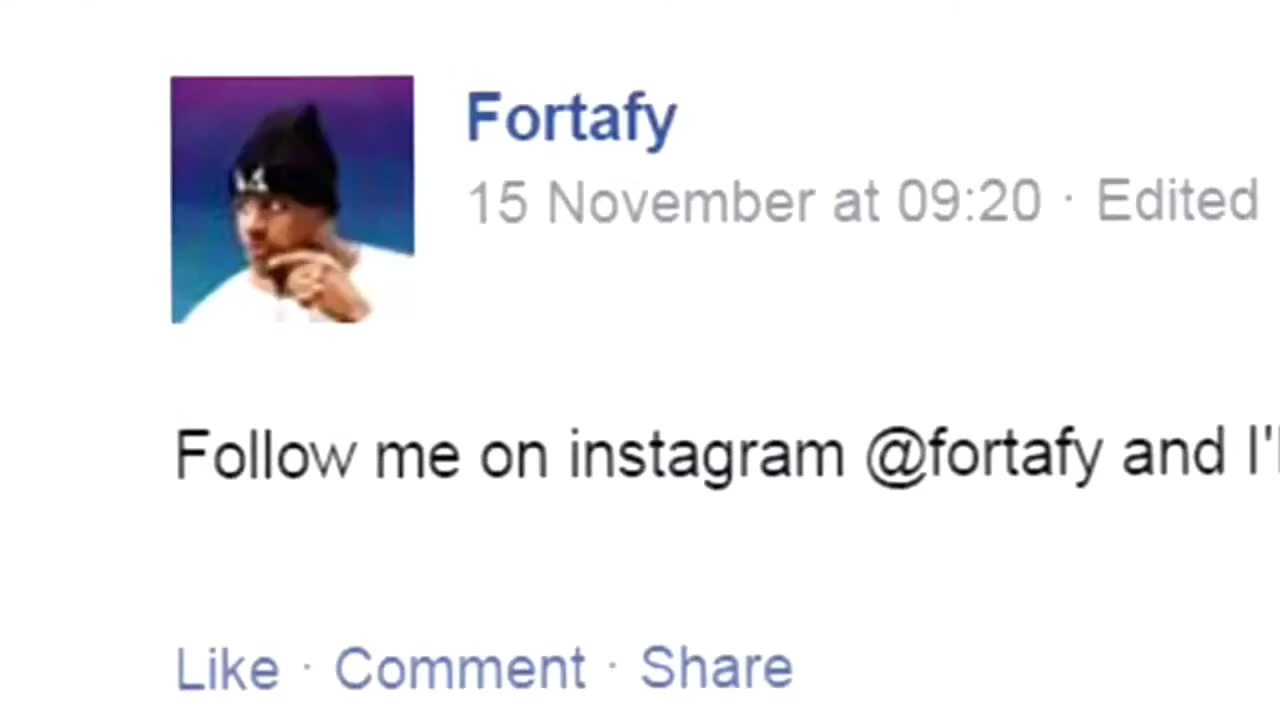 Fortafy
15 November at 09:20 · Edited
Follow me on instagram @fortafy and
Like · Comment · Share